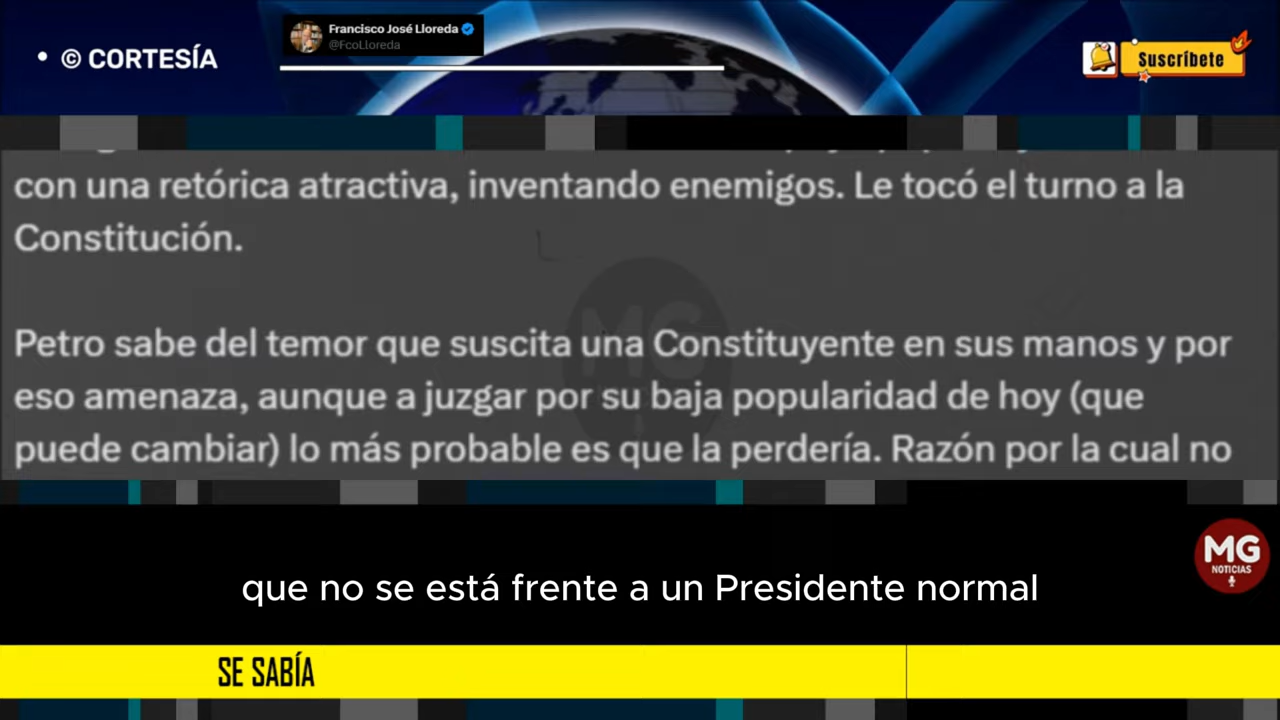 • © CORTESÍA
Francisco José Lloreda
@FcoLloreda
Suscríbete
con una retórica atractiva, inventando enemigos. Le tocó el turno a la
Constitución.
Petro sabe del temor que suscita una Constituyente en sus manos y por
eso amenaza, aunque a juzgar por su baja popularidad de hoy (que
puede cambiar) lo más probable es que la perdería. Razón por la cual no
MG
MG
NOTICIAS
que no se está frente a un Presidente normal
SE SABÍA